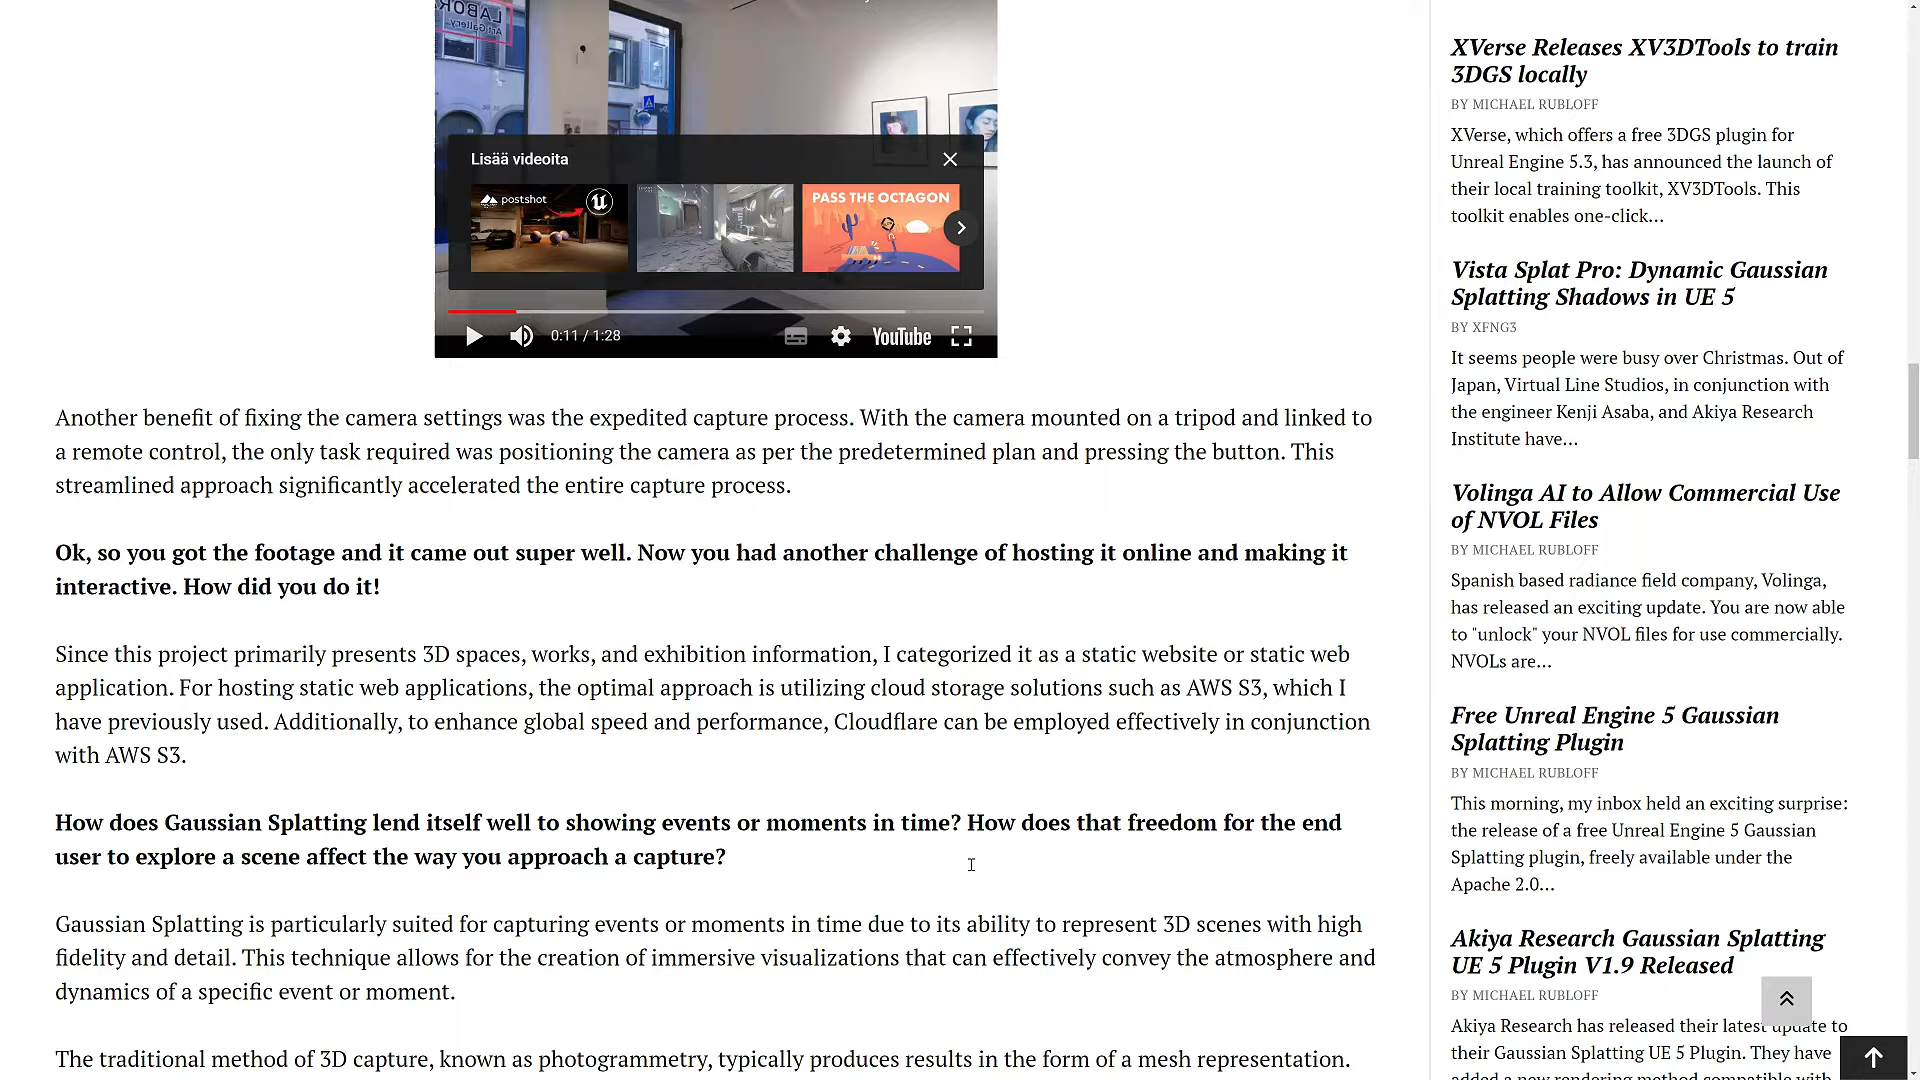 LABOR
Art Gallery
Lisää videoita
postshot
PASS THE OCTAGON
0:11 / 1:28
YouTube
Another benefit of fixing the camera settings was the expedited capture process. With the camera mounted on a tripod and linked to
a remote control, the only task required was positioning the camera as per the predetermined plan and pressing the button. This
streamlined approach significantly accelerated the entire capture process.
Ok, so you got the footage and it came out super well. Now you had another challenge of hosting it online and making it
interactive. How did you do it!
Since this project primarily presents 3D spaces, works, and exhibition information, I categorized it as a static website or static web
application. For hosting static web applications, the optimal approach is utilizing cloud storage solutions such as AWS S3, which I
have previously used. Additionally, to enhance global speed and performance, Cloudflare can be employed effectively in conjunction
with AWS S3.
How does Gaussian Splatting lend itself well to showing events or moments in time? How does that freedom for the end
user to explore a scene affect the way you approach a capture?
Gaussian Splatting is particularly suited for capturing events or moments in time due to its ability to represent 3D scenes with high
fidelity and detail. This technique allows for the creation of immersive visualizations that can effectively convey the atmosphere and
dynamics of a specific event or moment.
The traditional method of 3D capture, known as photogrammetry, typically produces results in the form of a mesh representation.
XVerse Releases XV3DTools to train
3DGS locally
BY MICHAEL RUBLOFF
XVerse, which offers a free 3DGS plugin for
Unreal Engine 5.3, has announced the launch of
their local training toolkit, XV3DTools. This
toolkit enables one-click...
Vista Splat Pro: Dynamic Gaussian
Splatting Shadows in UE 5
BY XFNG3
It seems people were busy over Christmas. Out of
Japan, Virtual Line Studios, in conjunction with
the engineer Kenji Asaba, and Akiya Research
Institute have...
Volinga AI to Allow Commercial Use
of NVOL Files
BY MICHAEL RUBLOFF
Spanish based radiance field company, Volinga,
has released an exciting update. You are now able
to "unlock" your NVOL files for use commercially.
NVOLs are...
Free Unreal Engine 5 Gaussian
Splatting Plugin
BY MICHAEL RUBLOFF
This morning, my inbox held an exciting surprise:
the release of a free Unreal Engine 5 Gaussian
Splatting plugin, freely available under the
Apache 2.0...
Akiya Research Gaussian Splatting
UE 5 Plugin V1.9 Released
BY MICHAEL RUBLOFF
Akiya Research has released their latest update to
their Gaussian Splatting UE 5 Plugin. They have
added a new rendering method compatible with